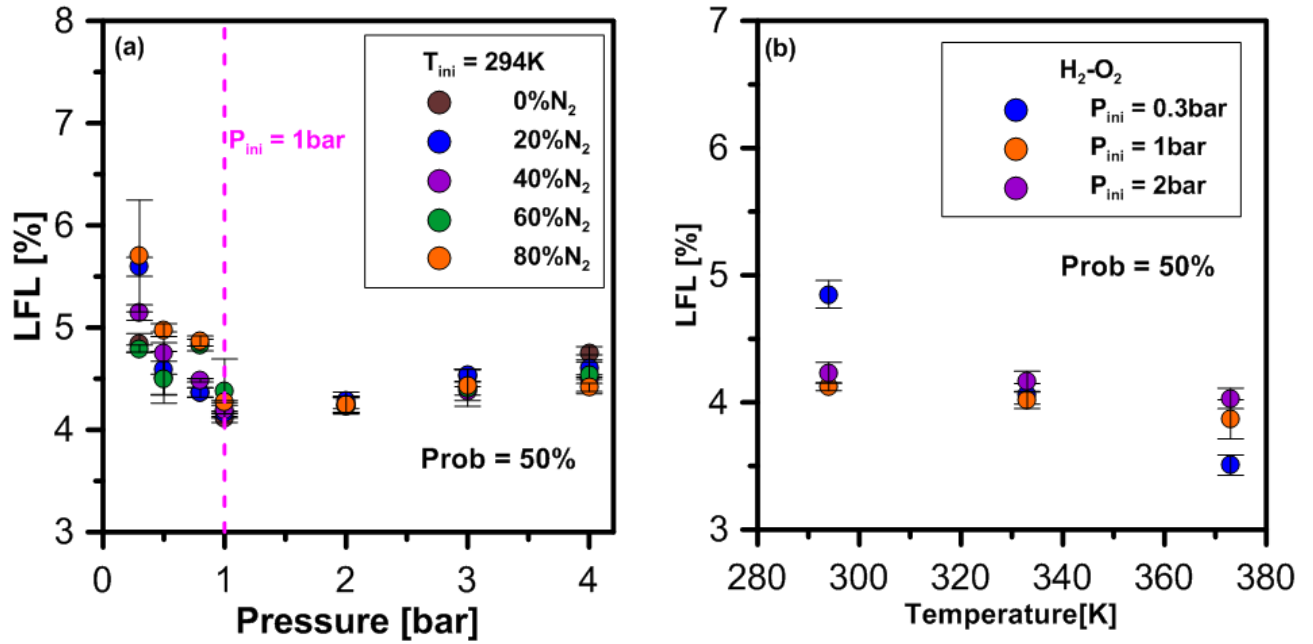 (a)
T_ini = 294K
0%N₂
20%N₂
40%N₂
60%N₂
80%N₂
P_ini = 1bar
Prob = 50%
LFL [%]
8
7
6
5
4
3
0 1 2 3 4
Pressure [bar]
(b)
H₂-O₂
P_ini = 0.3bar
P_ini = 1bar
P_ini = 2bar
Prob = 50%
LFL [%]
7
6
5
4
3
280 300 320 340 360 380
Temperature[K]